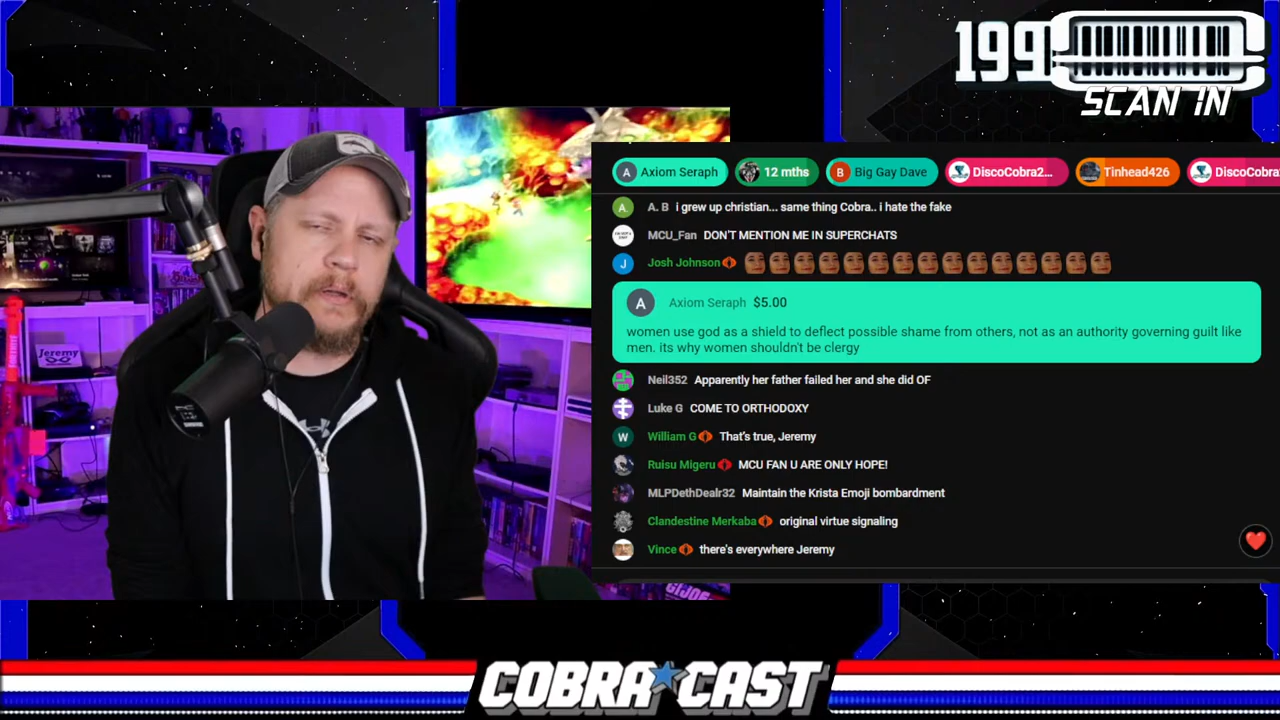 199
SCAN IN
A Axiom Seraph
12 mths
B Big Gay Dave
DiscoCobra2...
Tinhead426
DiscoCobra
A. A. B i grew up christian... same thing Cobra.. i hate the fake
MCU_Fan DON'T MENTION ME IN SUPERCHATS
J Josh Johnson
A Axiom Seraph $5.00
women use god as a shield to deflect possible shame from others, not as an authority governing guilt like
men. its why women shouldn't be clergy
Neil352 Apparently her father failed her and she did OF
Luke G COME TO ORTHODOXY
W William G That's true, Jeremy
Ruisu Migeru MCU FAN U ARE ONLY HOPE!
MLPDethDealr32 Maintain the Krista Emoji bombardment
Clandestine Merkaba original virtue signaling
Vince there's everywhere Jeremy
Jeremy
G.I.JOE
COBRA CAST